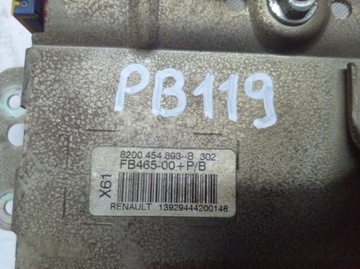 PB119
8200 454 893--B 302
FB465-00+P/B
X61
RENAULT 13929444200146